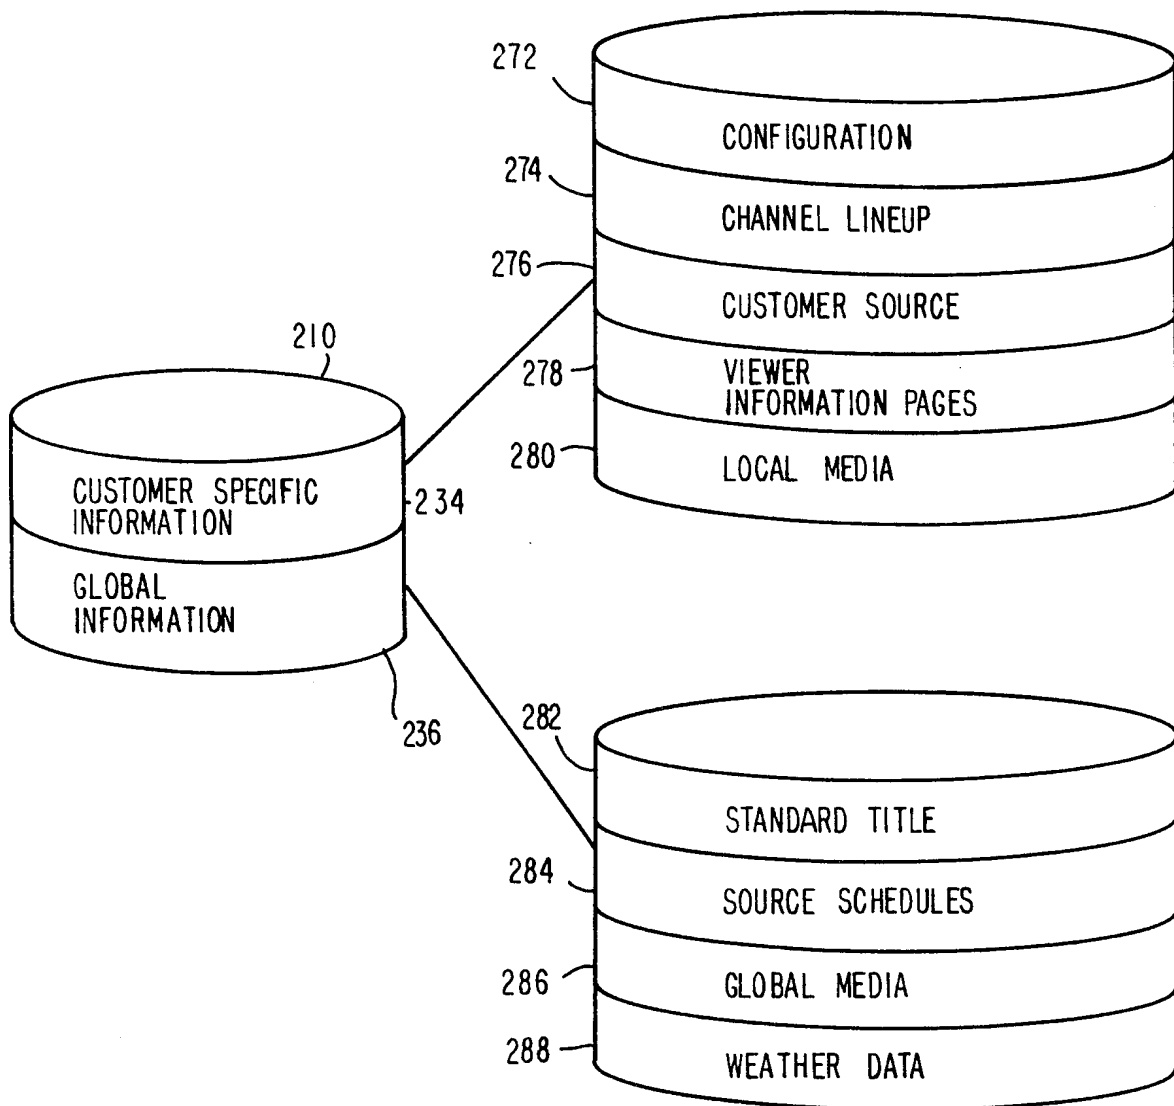 272
CONFIGURATION
274
CHANNEL LINEUP
276
CUSTOMER SOURCE
278
VIEWER
INFORMATION PAGES
280
LOCAL MEDIA
210
CUSTOMER SPECIFIC
INFORMATION
234
GLOBAL
INFORMATION
236
282
STANDARD TITLE
284
SOURCE SCHEDULES
286
GLOBAL MEDIA
288
WEATHER DATA